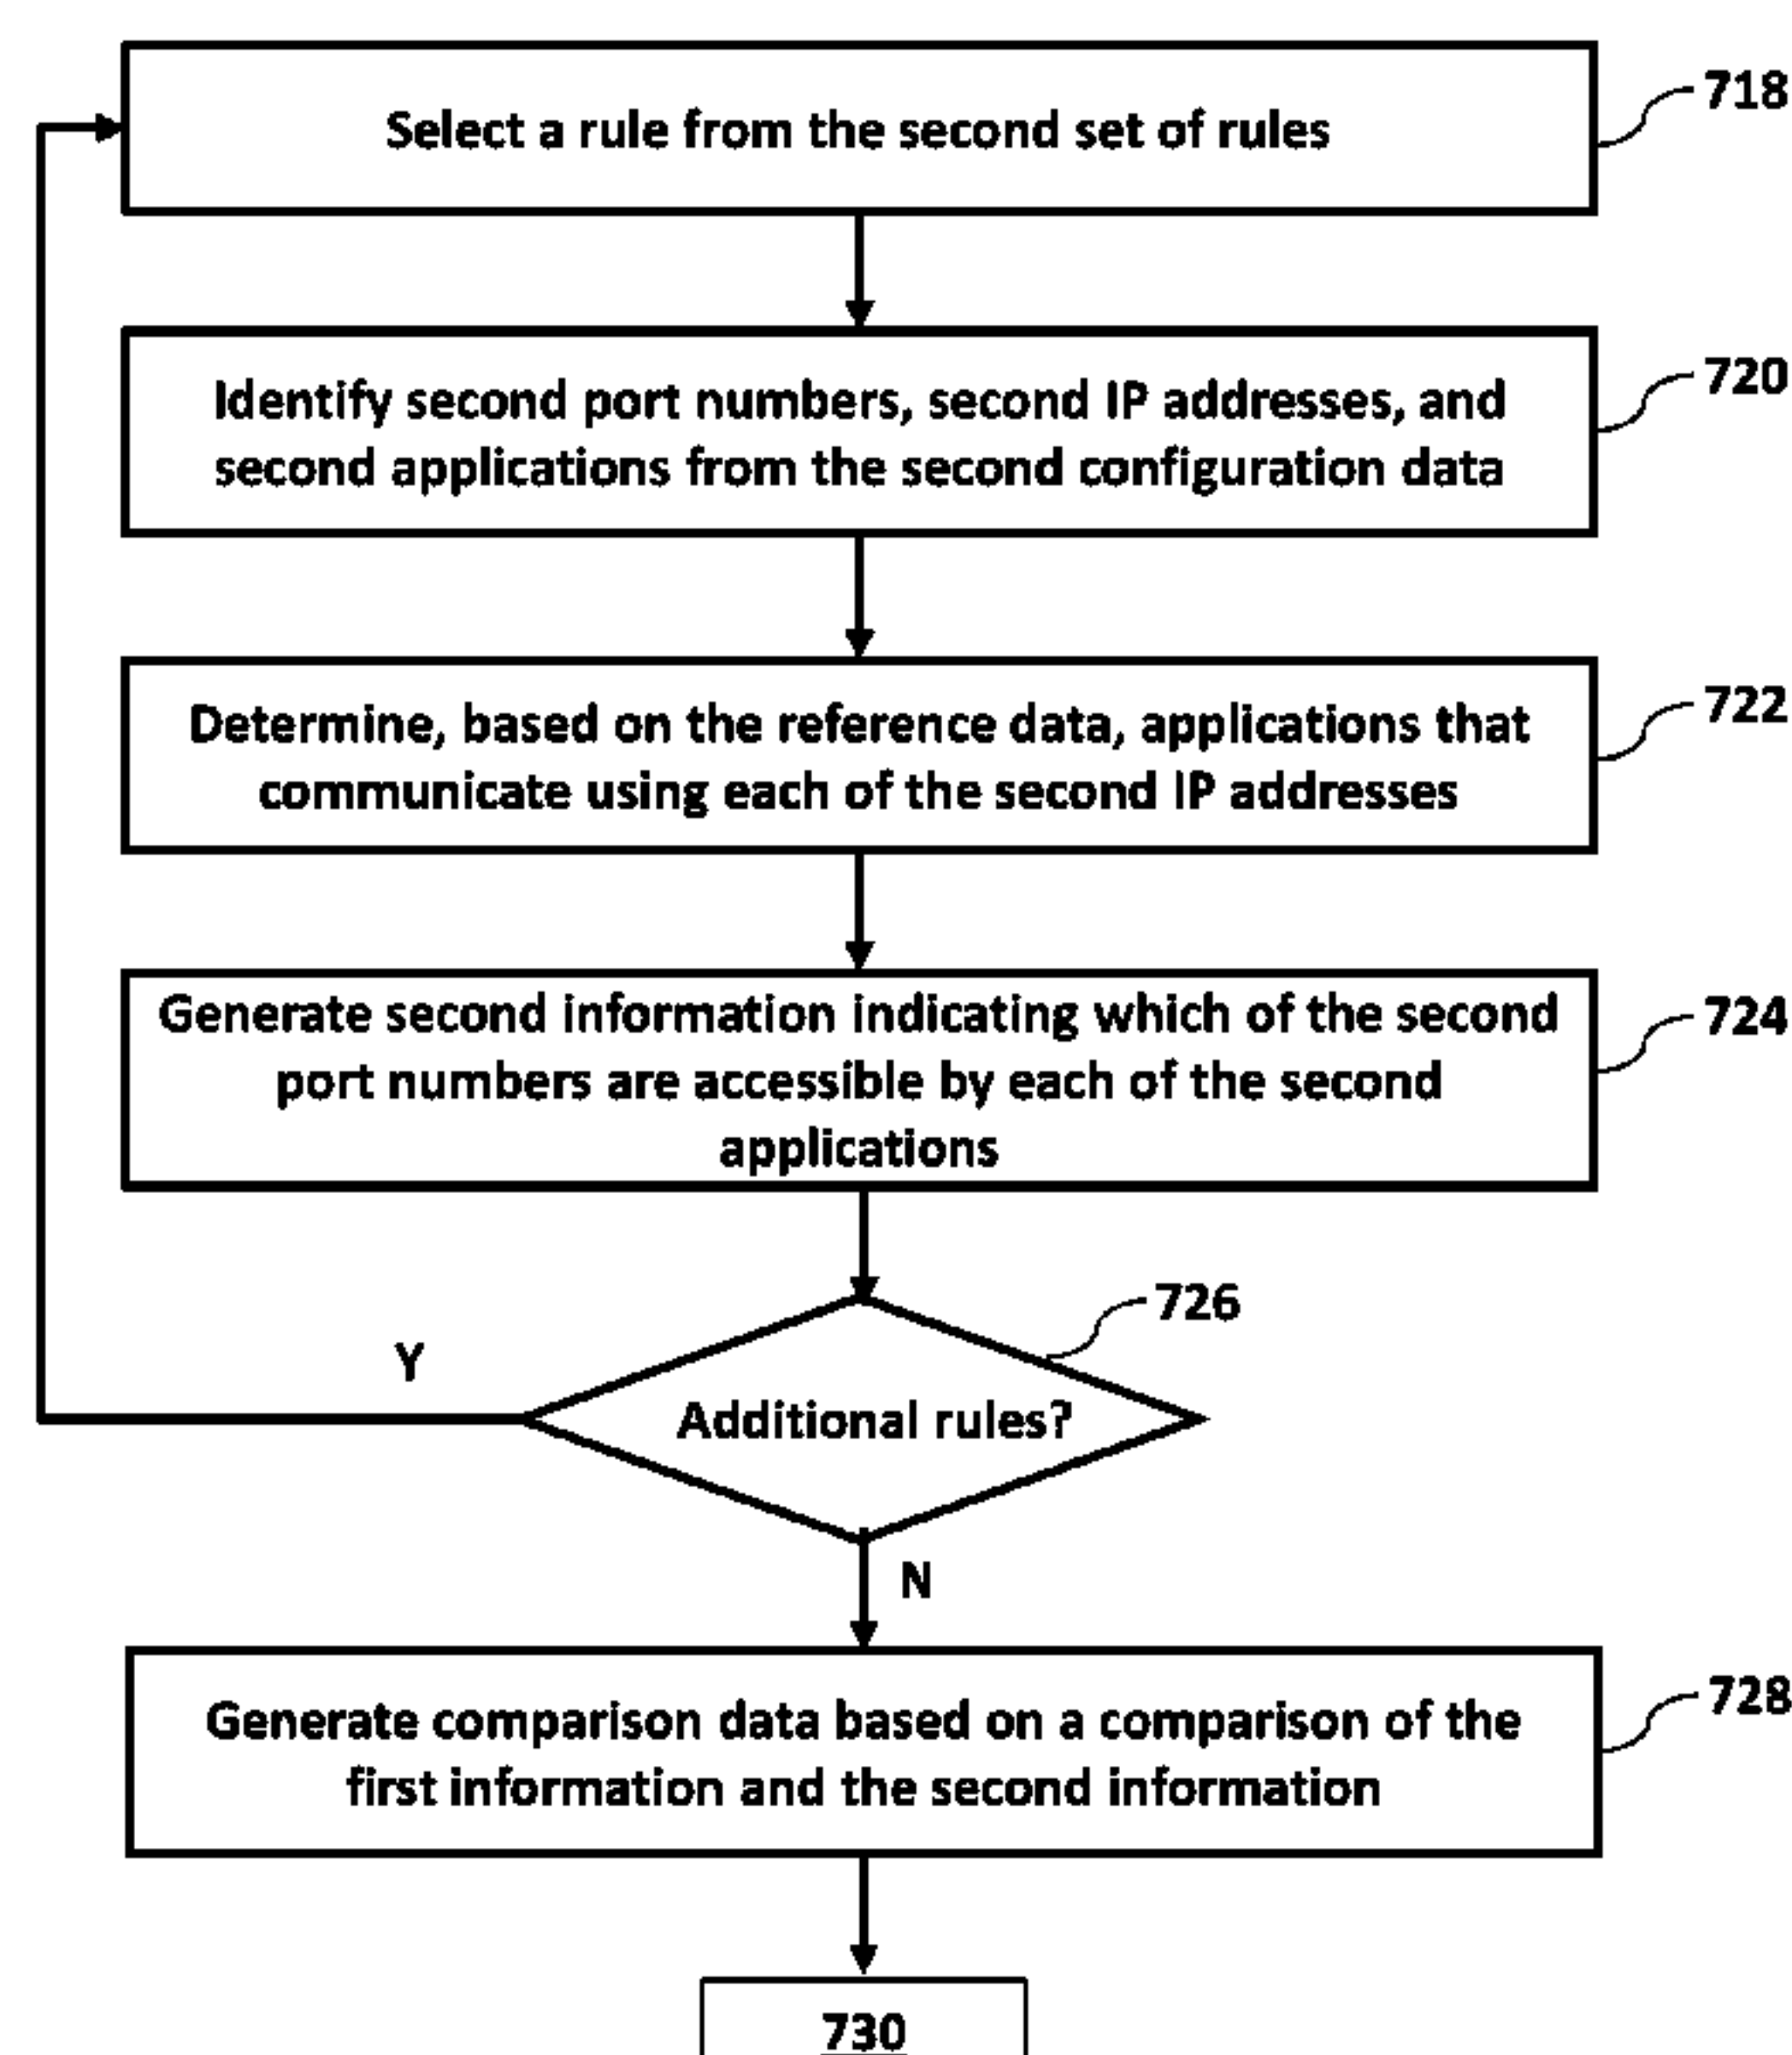 Select a rule from the second set of rules
718
Identify second port numbers, second IP addresses, and
second applications from the second configuration data
720
Determine, based on the reference data, applications that
communicate using each of the second IP addresses
722
Generate second information indicating which of the second
port numbers are accessible by each of the second
applications
724
726
Y
Additional rules?
N
Generate comparison data based on a comparison of the
first information and the second information
728
730